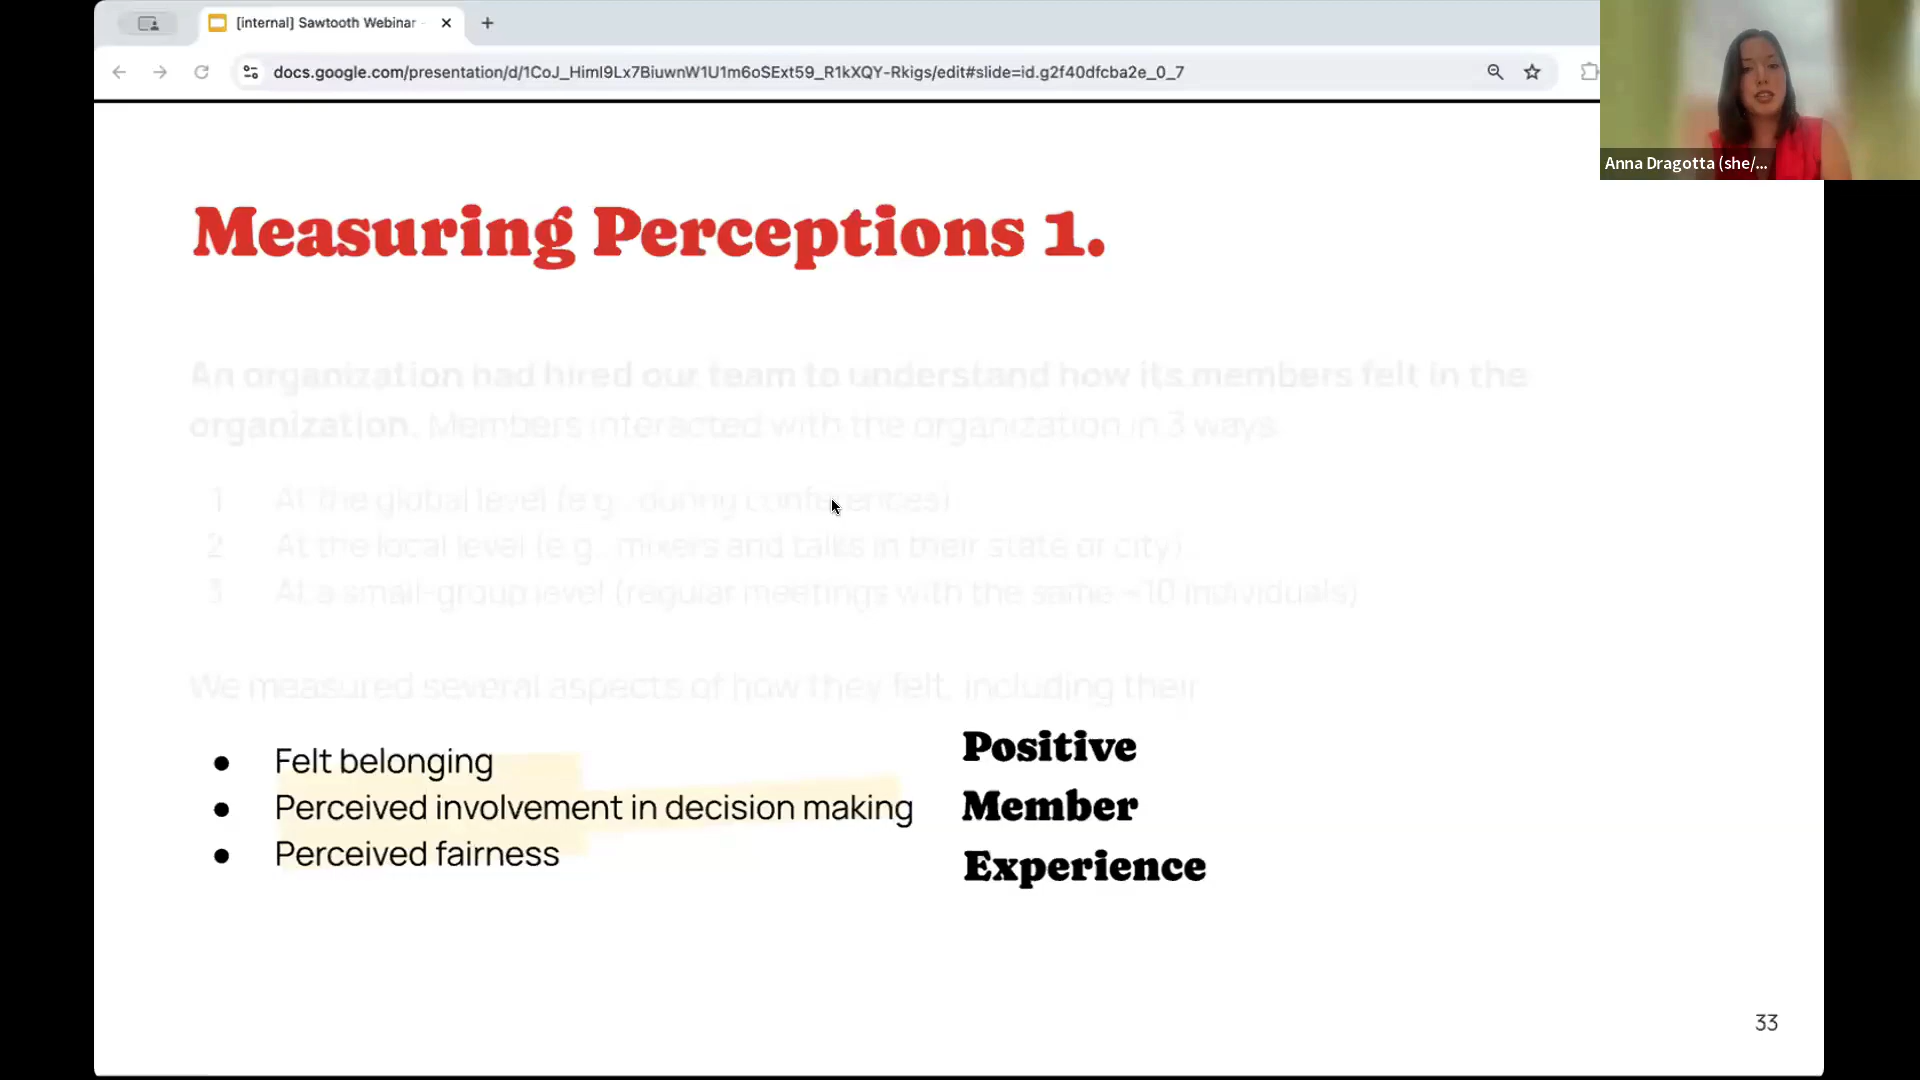 [internal] Sawtooth Webinar
docs.google.com/presentation/d/1CoJ_HimI9Lx7BiuwnW1U1m6oSExt59_R1kXQY-Rkigs/edit#slide=id.g2f40dfcba2e_0_7
Anna Dragotta (she/...
Measuring Perceptions 1.
An organization had hired our team to understand how its members felt in the
organization. Members interacted with the organization in 3 ways
1 At the global level (e.g., during conferences)
2 At the local level (e.g., mixers and talks in their state or city)
3 At a small-group level (regular meetings with the same ~10 individuals)
We measured several aspects of how they felt, including their
● Felt belonging
● Perceived involvement in decision making
● Perceived fairness
Positive
Member
Experience
33